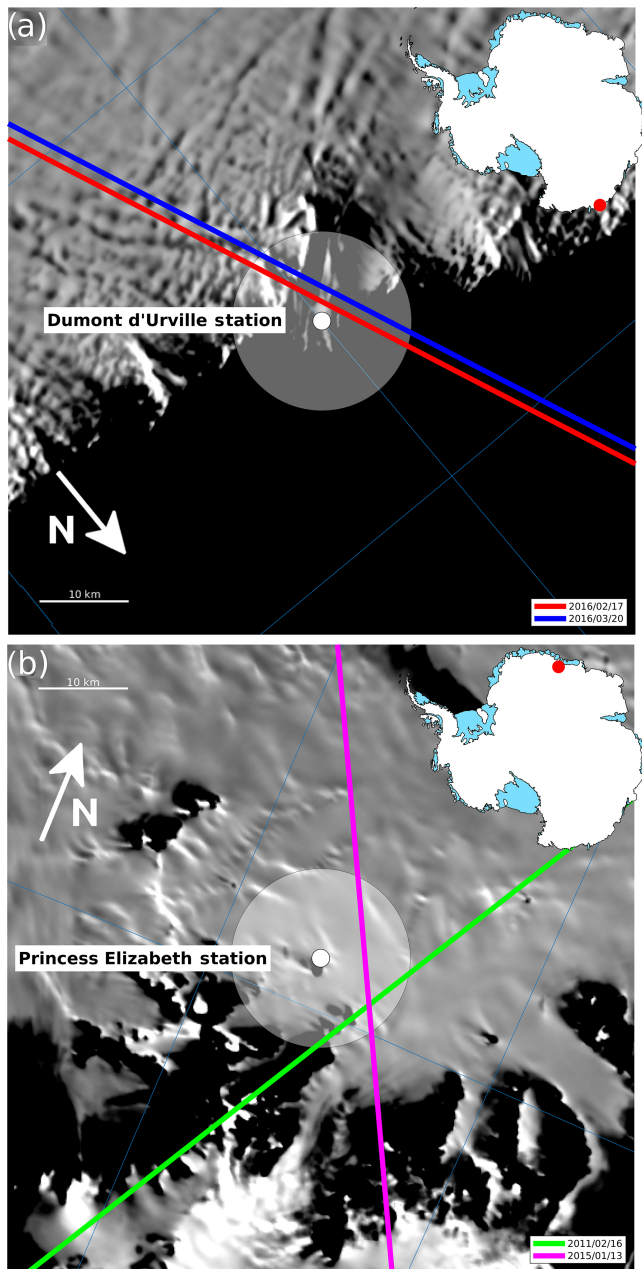 (a)
Dumont d'Urville station
N
10 km
2016/02/17
2016/03/20
(b)
10 km
N
Princess Elizabeth station
2011/02/16
2015/01/13